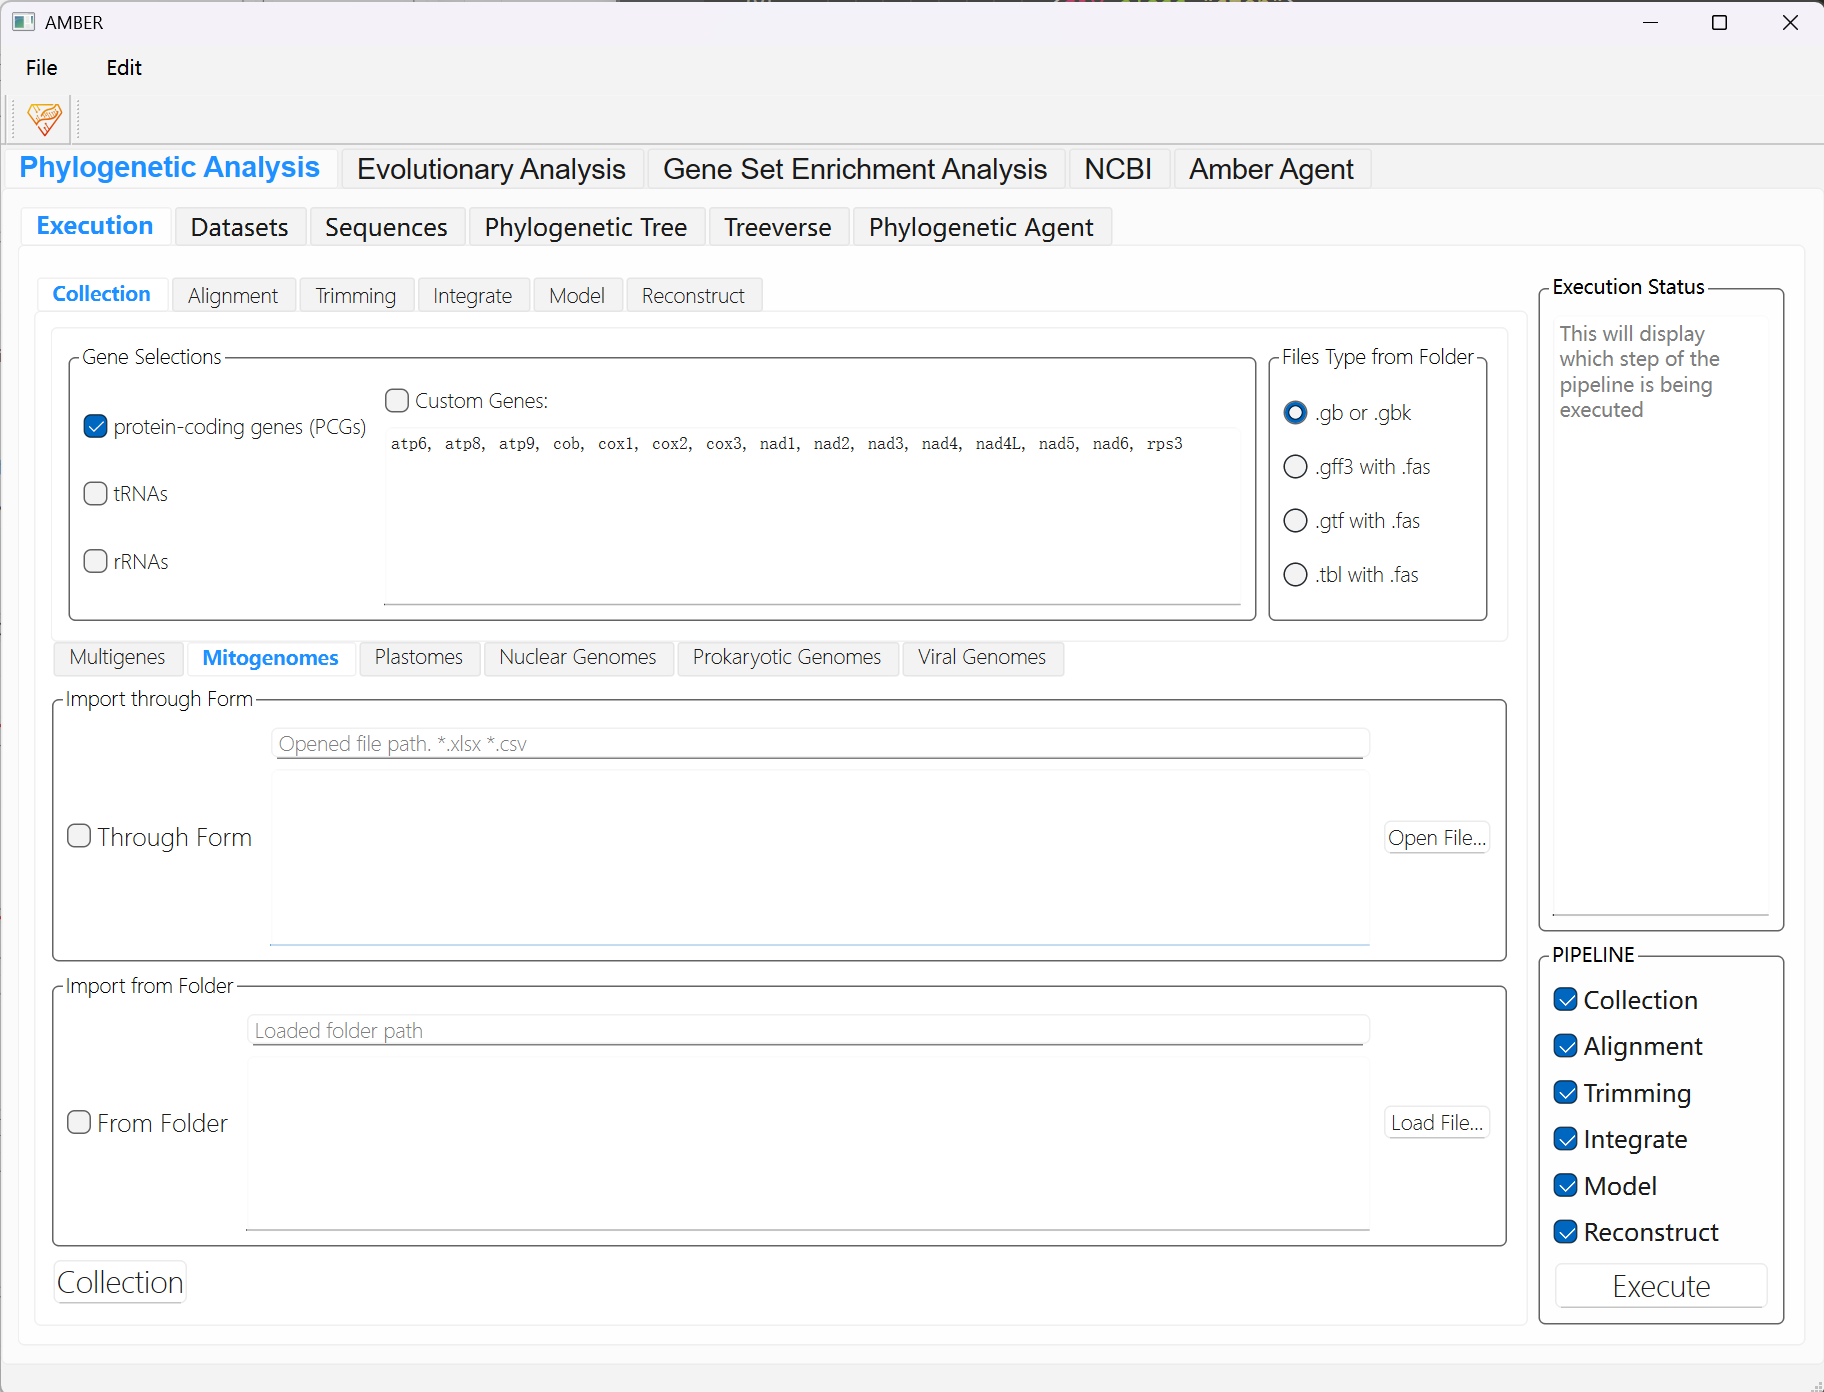 AMBER
File Edit
Phylogenetic Analysis Evolutionary Analysis Gene Set Enrichment Analysis NCBI Amber Agent
Execution Datasets Sequences Phylogenetic Tree Treeverse Phylogenetic Agent
Collection Alignment Trimming Integrate Model Reconstruct
Gene Selections
protein-coding genes (PCGs)
tRNAs
rRNAs
Custom Genes:
atp6, atp8, atp9, cob, cox1, cox2, cox3, nad1, nad2, nad3, nad4, nad4L, nad5, nad6, rps3
Files Type from Folder
.gb or .gbk
.gff3 with .fas
.gtf with .fas
.tbl with .fas
Multigenes Mitogenomes Plastomes Nuclear Genomes Prokaryotic Genomes Viral Genomes
Import through Form
Opened file path. *.xlsx *.csv
Through Form
Open File...
Import from Folder
Loaded folder path
From Folder
Load File...
Collection
Execution Status
This will display
which step of the
pipeline is being
executed
PIPELINE
Collection
Alignment
Trimming
Integrate
Model
Reconstruct
Execute